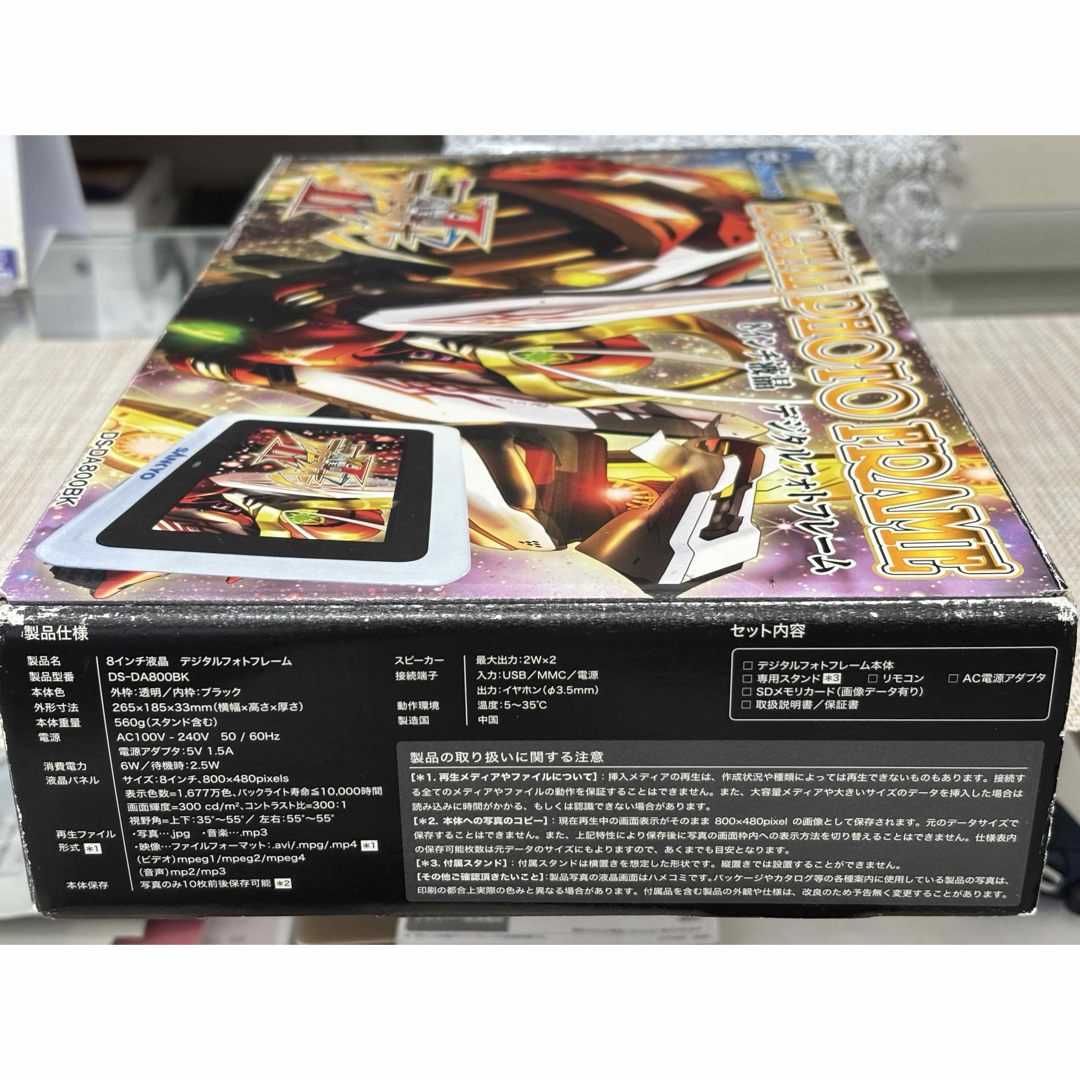 DIGITAL PHOTO FRAME
8インチ液晶 デジタルフォトフレーム
II
SANKYO
DS-DA800BK
製品仕様
製品名 8インチ液晶 デジタルフォトフレーム
製品型番 DS-DA800BK
本体色 外枠:透明/内枠:ブラック
外形寸法 265×185×33mm(横幅×高さ×厚さ)
本体重量 560g(スタンド含む)
電源 AC100V - 240V 50 / 60Hz
電源アダプタ:5V 1.5A
消費電力 6W/待機時:2.5W
液晶パネル サイズ:8インチ、800×480pixels
表示色数=1,677万色、バックライト寿命≦10,000時間
画面輝度=300 cd/m²、コントラスト比=300:1
視野角=上下:35°~55°/ 左右:55°~55°
再生ファイル形式 *1 ・写真….jpg ・音楽….mp3
・映像…ファイルフォーマット:.avi/.mpg/.mp4 *1
(ビデオ)mpeg1/mpeg2/mpeg4
(音声)mp2/mp3
本体保存 写真のみ10枚前後保存可能 *2
スピーカー 最大出力:2W×2
接続端子 入力:USB/MMC/電源
出力:イヤホン(φ3.5mm)
動作環境 温度:5~35℃
製造国 中国
セット内容
□ デジタルフォトフレーム本体
□ 専用スタンド *3 □ リモコン □ AC電源アダプタ
□ SDメモリカード(画像データ有り)
□ 取扱説明書/保証書
製品の取り扱いに関する注意
[*1. 再生メディアやファイルについて]:挿入メディアの再生は、作成状況や種類によっては再生できないものもあります。接続
する全てのメディアやファイルの動作を保証することはできません。また、大容量メディアや大きいサイズのデータを挿入した場合は
読み込みに時間がかかる、もしくは認識できない場合があります。
[*2. 本体への写真のコピー]:現在再生中の画面表示がそのまま 800×480pixel の画像として保存されます。元のデータサイズで
保存することはできません。また、上記特性により保存後に写真の画面枠内への表示方法を切り替えることはできません。仕様表内
の保存可能枚数は元データのサイズにもよりますので、あくまでも目安となります。
[*3. 付属スタンド]:付属スタンドは横置きを想定した形状です。縦置きでは設置することができません。
[その他ご確認頂きたいこと]:製品写真の液晶画面はハメコミです。パッケージやカタログ等の各種案内に使用している製品の写真は、
印刷の都合上実際の色みと異なる場合があります。付属品を含む製品の外観や仕様は、改良のため予告無く変更することがあります。